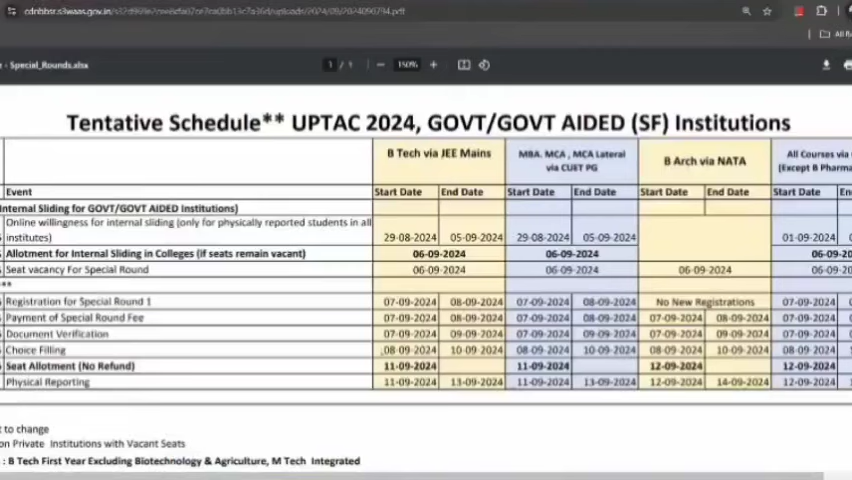 - Special_Rounds.xlsx 1 / 1 150%
Tentative Schedule** UPTAC 2024, GOVT/GOVT AIDED (SF) Institutions
B Tech via JEE Mains MBA. MCA , MCA Lateral via CUET PG B Arch via NATA All Courses via (Except B Pharma
Event Start Date End Date Start Date End Date Start Date End Date Start Date
Internal Sliding for GOVT/GOVT AIDED Institutions)
Online willingness for internal sliding (only for physically reported students in all
institutes) 29-08-2024 05-09-2024 29-08-2024 05-09-2024 01-09-2024
Allotment for Internal Sliding in Colleges (if seats remain vacant) 06-09-2024 06-09-2024 06-09-20
Seat vacancy For Special Round 06-09-2024 06-09-2024 06-09-2024 06-09-20
**
Registration for Special Round 1 07-09-2024 08-09-2024 07-09-2024 08-09-2024 No New Registrations 07-09-2024
Payment of Special Round Fee 07-09-2024 08-09-2024 07-09-2024 08-09-2024 07-09-2024 08-09-2024 07-09-2024
Document Verification 07-09-2024 09-09-2024 07-09-2024 09-09-2024 07-09-2024 09-09-2024 07-09-2024
Choice Filling 08-09-2024 10-09-2024 08-09-2024 10-09-2024 08-09-2024 10-09-2024 08-09-2024
Seat Allotment (No Refund) 11-09-2024 11-09-2024 12-09-2024 12-09-2024
Physical Reporting 11-09-2024 13-09-2024 11-09-2024 13-09-2024 12-09-2024 14-09-2024 12-09-2024
t to change
on Private Institutions with Vacant Seats
: B Tech First Year Excluding Biotechnology & Agriculture, M Tech Integrated